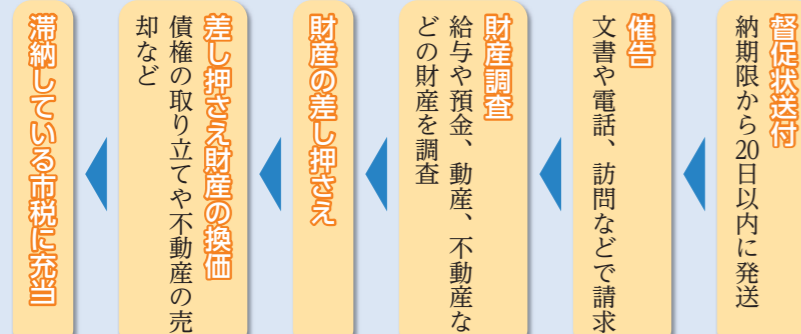 督促状送付
納期限から20日以内に発送
催告
文書や電話、訪問などで請求
財産調査
給与や預金、動産、不動産な
どの財産を調査
財産の差し押さえ
差し押さえ財産の換価
債権の取り立てや不動産の売
却など
滞納している市税に充当